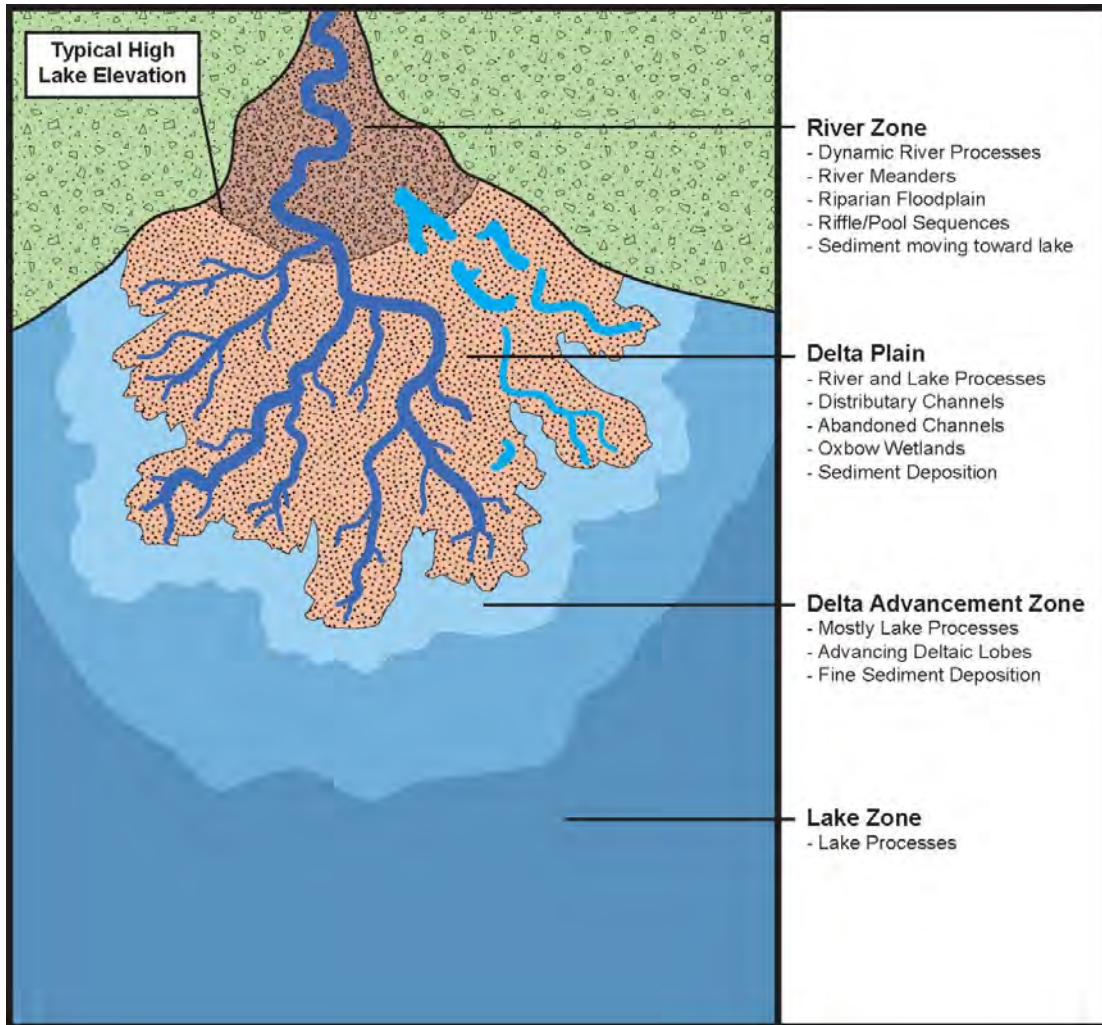 Typical High
Lake Elevation
River Zone
- Dynamic River Processes
- River Meanders
- Riparian Floodplain
- Riffle/Pool Sequences
- Sediment moving toward lake
Delta Plain
- River and Lake Processes
- Distributary Channels
- Abandoned Channels
- Oxbow Wetlands
- Sediment Deposition
Delta Advancement Zone
- Mostly Lake Processes
- Advancing Deltaic Lobes
- Fine Sediment Deposition
Lake Zone
- Lake Processes